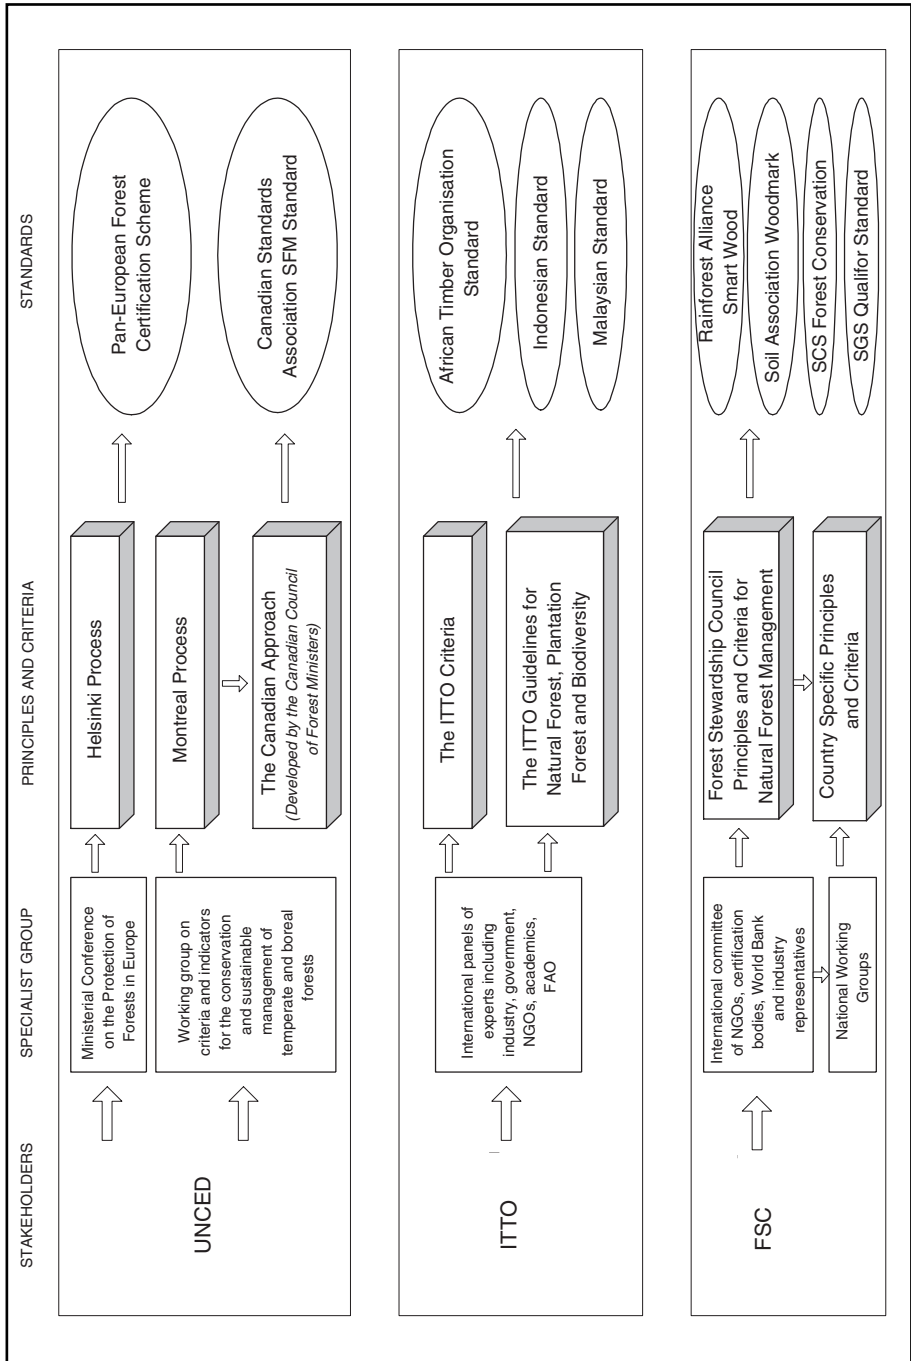 STAKEHOLDERS
SPECIALIST GROUP
PRINCIPLES AND CRITERIA
STANDARDS
UNCED
Ministerial Conference
on the Protection of
Forests in Europe
Helsinki Process
Pan-European Forest
Certification Scheme
Working group on
criteria and indicators
for the conservation
and sustainable
management of
temperate and boreal
forests
Montreal Process
The Canadian Approach
(Developed by the Canadian Council
of Forest Ministers)
Canadian Standards
Association SFM Standard
ITTO
International panels of
experts including
industry, government,
NGOs, academics,
FAO
The ITTO Criteria
The ITTO Guidelines for
Natural Forest, Plantation
Forest and Biodiversity
African Timber Organisation
Standard
Indonesian Standard
Malaysian Standard
FSC
International committee
of NGOs, certification
bodies, World Bank
and industry
representatives
National Working
Groups
Forest Stewardship Council
Principles and Criteria for
Natural Forest Management
Country Specific Principles
and Criteria
Rainforest Alliance
Smart Wood
Soil Association Woodmark
SCS Forest Conservation
SGS Qualifor Standard